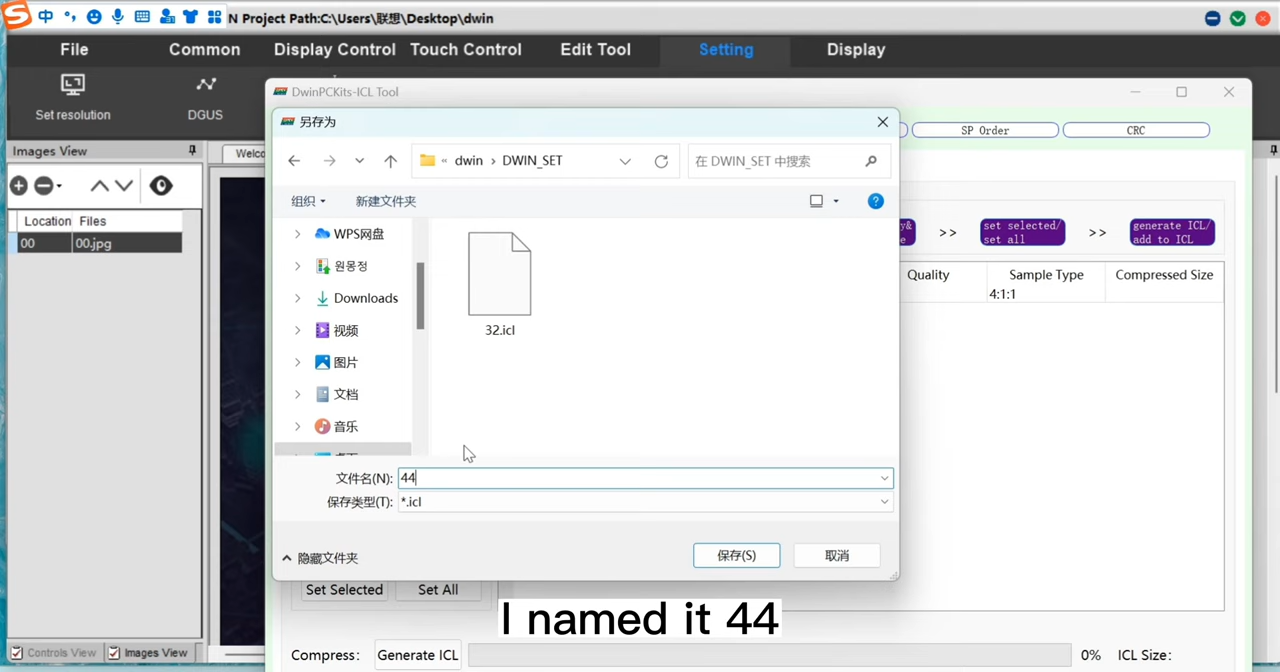 中
N Project Path:C:\Users\联想\Desktop\dwin
File Common Display Control Touch Control Edit Tool Setting Display
Set resolution DGUS
DwinPCKits-ICL Tool
另存为
SP Order CRC
Images View
Welco
« dwin > DWIN_SET 在 DWIN_SET 中搜索
组织 新建文件夹
set selected/
set all
generate ICL/
add to ICL
>> >>
Location Files
00 00.jpg
WPS网盘
원몽정
Downloads
视频
图片
文档
音乐
32.icl
Quality Sample Type Compressed Size
4:1:1
文件名(N): 44
保存类型(T): *.icl
隐藏文件夹 保存(S) 取消
Set Selected Set All
I named it 44
Controls View Images View
Compress: Generate ICL 0% ICL Size: